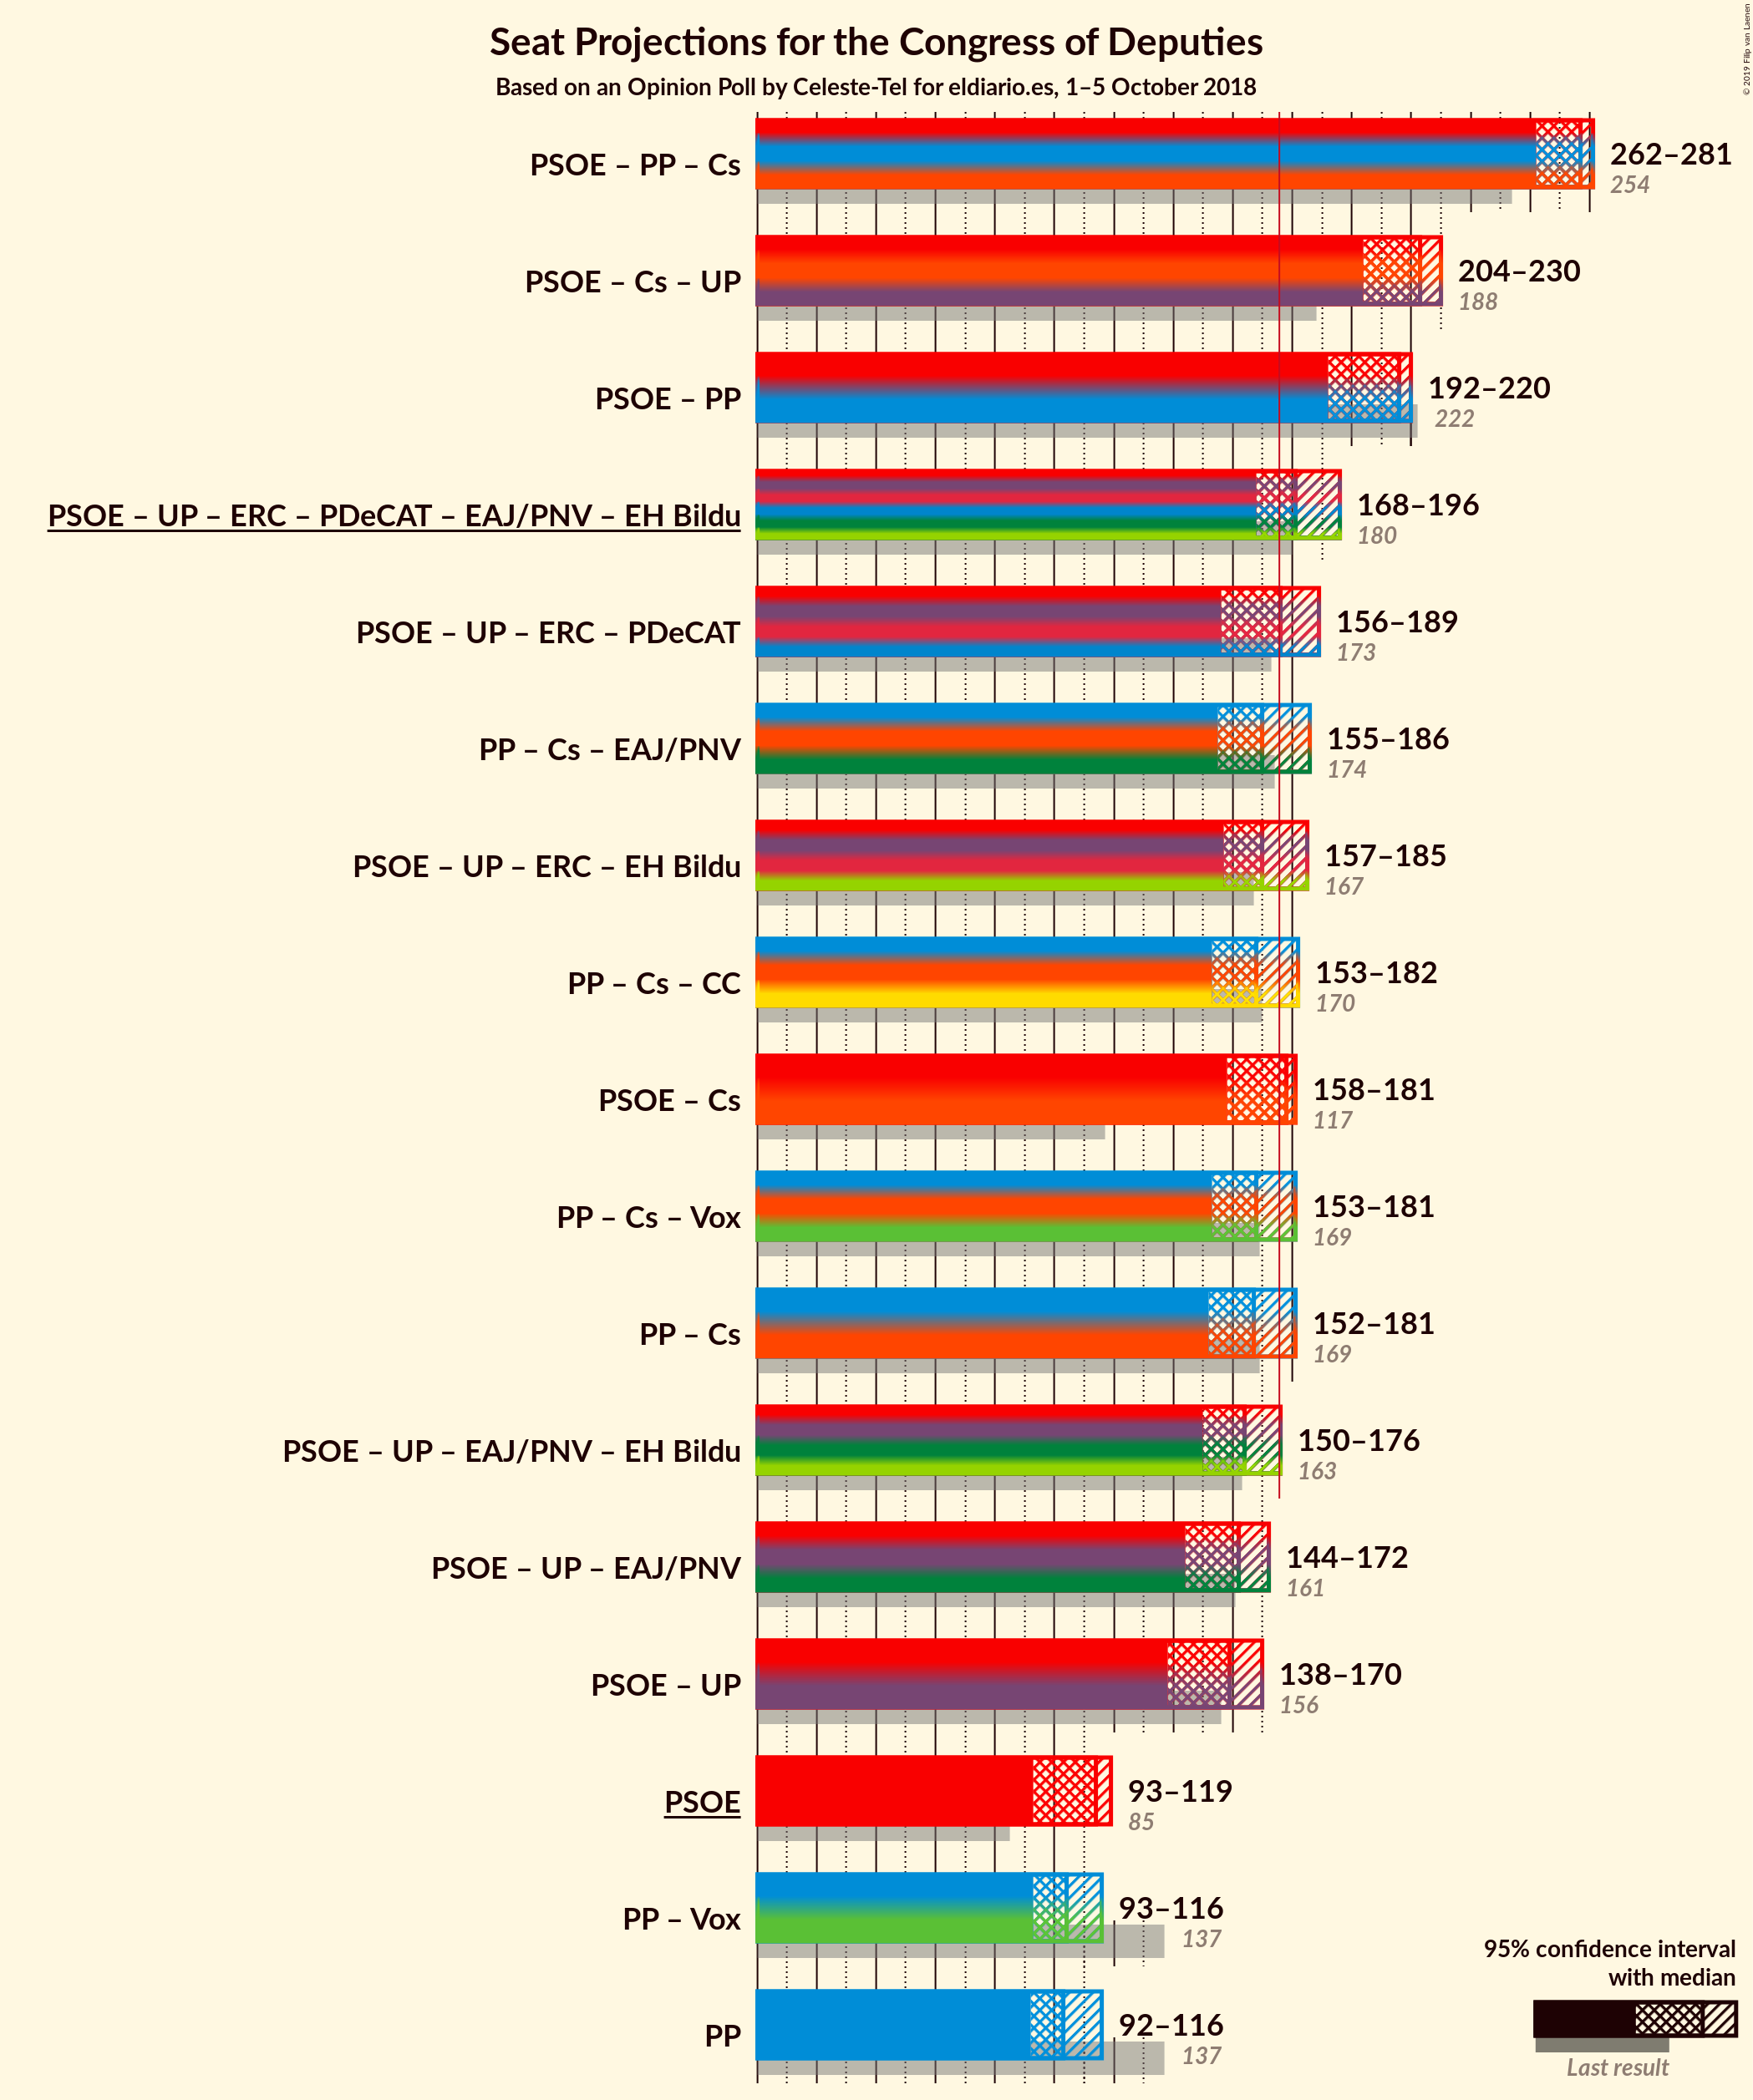 Seat Projections for the Congress of Deputies
Based on an Opinion Poll by Celeste-Tel for eldiario.es, 1–5 October 2018
© 2019 Filip van Laenen
PSOE – PP – Cs
262–281
254
PSOE – Cs – UP
204–230
188
PSOE – PP
192–220
222
PSOE – UP – ERC – PDeCAT – EAJ/PNV – EH Bildu
168–196
180
PSOE – UP – ERC – PDeCAT
156–189
173
PP – Cs – EAJ/PNV
155–186
174
PSOE – UP – ERC – EH Bildu
157–185
167
PP – Cs – CC
153–182
170
PSOE – Cs
158–181
117
PP – Cs – Vox
153–181
169
PP – Cs
152–181
169
PSOE – UP – EAJ/PNV – EH Bildu
150–176
163
PSOE – UP – EAJ/PNV
144–172
161
PSOE – UP
138–170
156
PSOE
93–119
85
PP – Vox
93–116
137
PP
92–116
137
95% confidence interval
with median
Last result